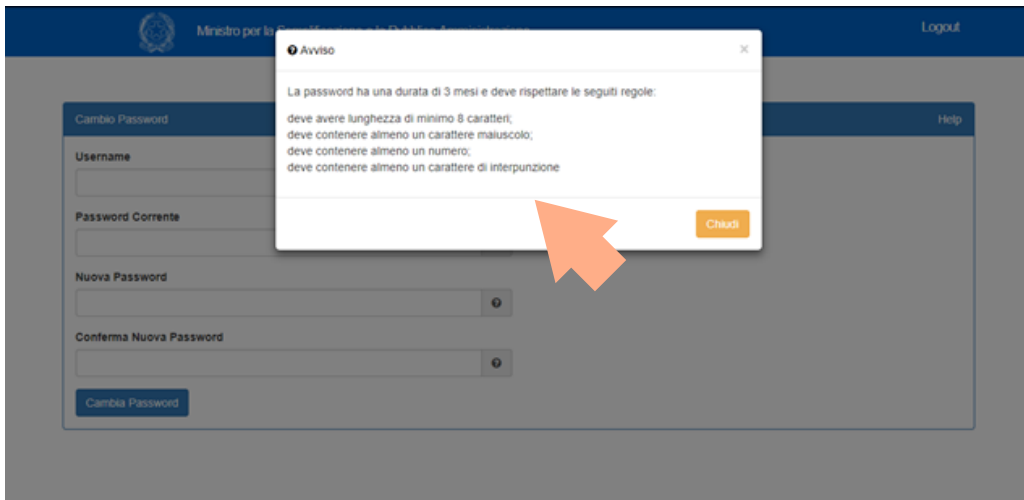 Ministro per la Semplificazione e la Pubblica Amministrazione
Logout
Avviso
×
La password ha una durata di 3 mesi e deve rispettare le seguiti regole:
deve avere lunghezza di minimo 8 caratteri;
deve contenere almeno un carattere maiuscolo;
deve contenere almeno un numero;
deve contenere almeno un carattere di interpunzione
Chiudi
Cambio Password
Help
Username
Password Corrente
Nuova Password
Conferma Nuova Password
Cambia Password